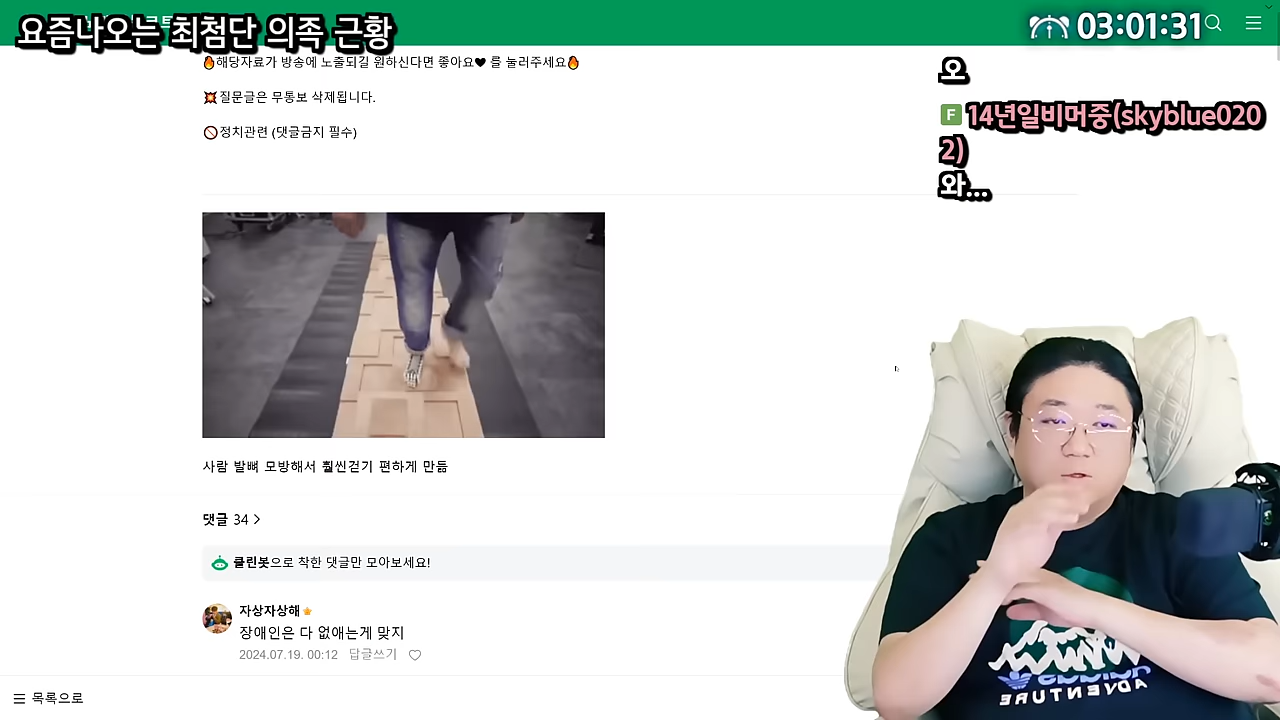 요즘나오는 최첨단 의족 근황
03:01:31
🔥해당자료가 방송에 노출되길 원하신다면 좋아요♥ 를 눌러주세요🔥
💥질문글은 무통보 삭제됩니다.
🚫정치관련 (댓글금지 필수)
오
F 14년일비머중(skyblue020
2)
와...
사람 발뼈 모방해서 훨씬걷기 편하게 만듦
댓글 34 >
클린봇으로 착한 댓글만 모아보세요!
자상자상해
장애인은 다 없애는게 맞지
2024.07.19. 00:12 답글쓰기
ADVENTURE
목록으로